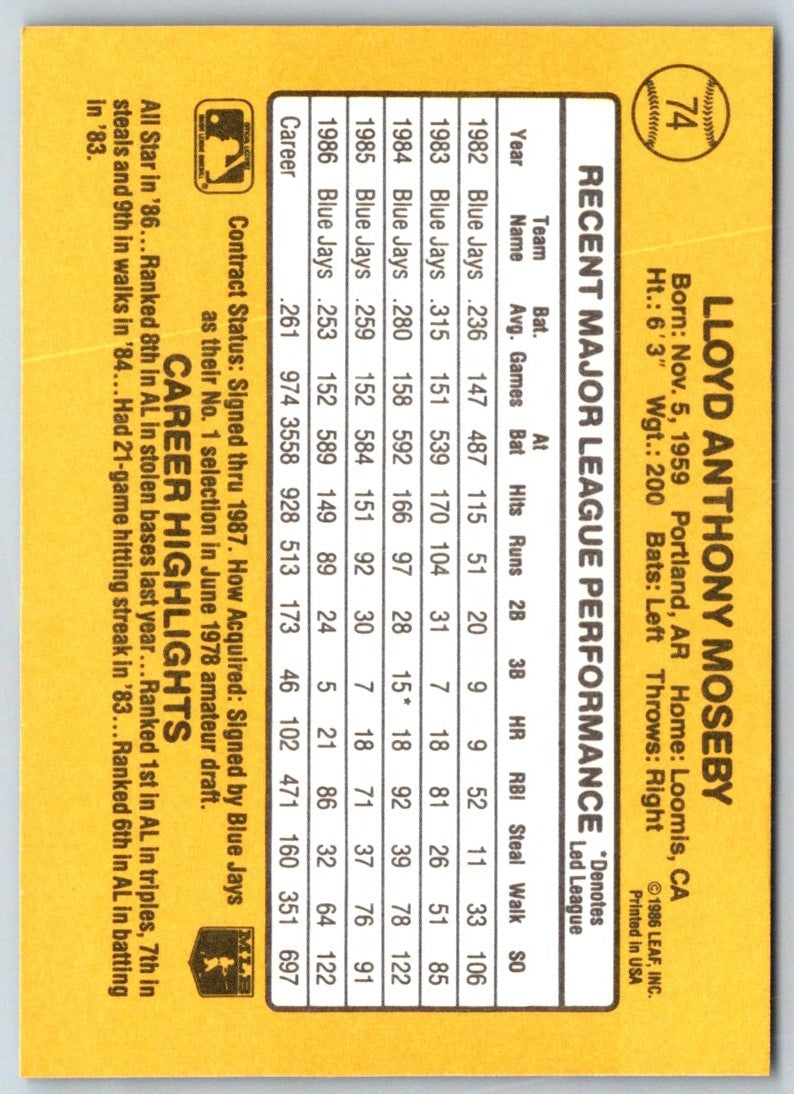 74
LLOYD ANTHONY MOSEBY
Born: Nov. 5, 1959 Portland, AR Home: Loomis, CA
Ht.: 6'3" Wgt.: 200 Bats: Left Throws: Right
©1986 LEAF, INC.
Printed in USA
RECENT MAJOR LEAGUE PERFORMANCE
*Denotes
Led League
Team Bat. At
Year Name Avg. Games Bat Hits Runs 2B 3B HR RBI Steal Walk SO
1982 Blue Jays .236 147 487 115 51 20 9 9 52 11 33 106
1983 Blue Jays .315 151 539 170 104 31 7 18 81 26 51 85
1984 Blue Jays .280 158 592 166 97 28 15* 18 92 39 78 122
1985 Blue Jays .259 152 584 151 92 30 7 18 71 37 76 91
1986 Blue Jays .253 152 589 149 89 24 5 21 86 32 64 122
Career .261 974 3558 928 513 173 46 102 471 160 351 697
OFFICIAL LICENSEE
MAJOR LEAGUE BASEBALL
Contract Status: Signed thru 1987. How Acquired: Signed by Blue Jays
as their No. 1 selection in June 1978 amateur draft.
MLB
CAREER HIGHLIGHTS
All Star in '86...Ranked 8th in AL in stolen bases last year...Ranked 1st in AL in triples, 7th in
steals and 9th in walks in '84...Had 21-game hitting streak in '83...Ranked 6th in AL in batting
in '83.